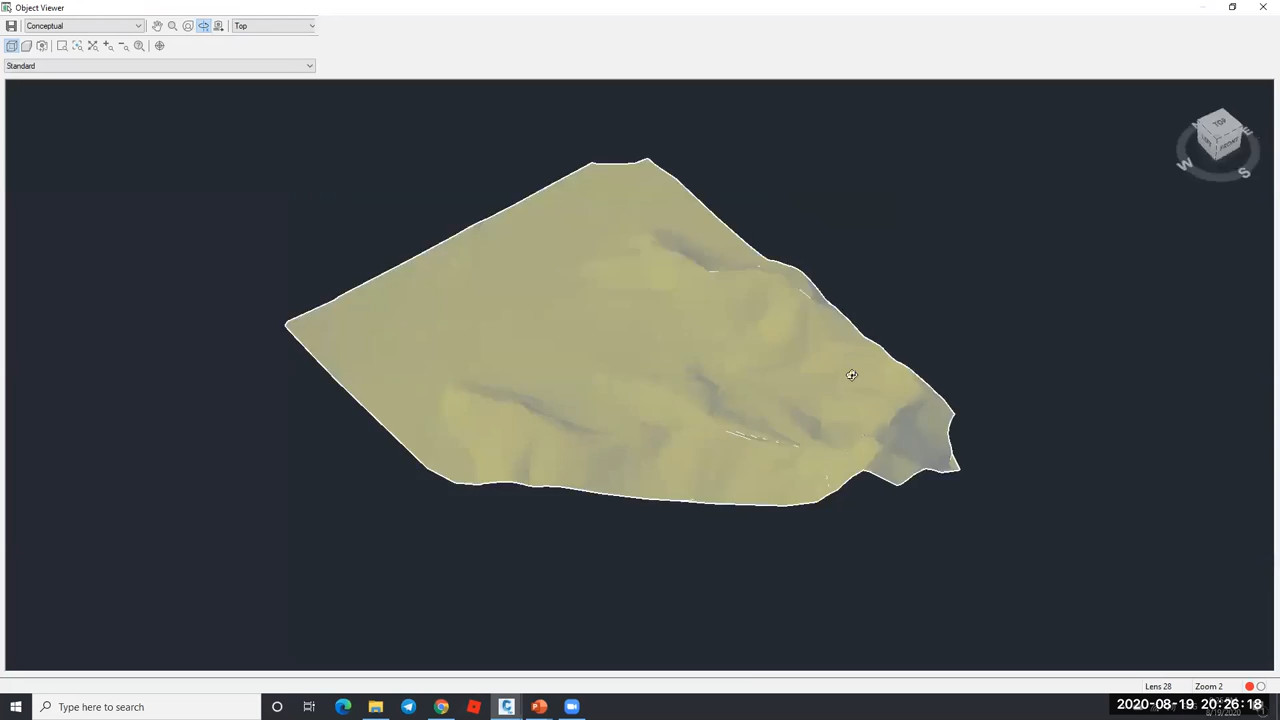 Object Viewer
Conceptual
Top
Standard
TOP
FRONT
E
W
S
Lens 28
Zoom 2
Type here to search
2020-08-19 20:26:18